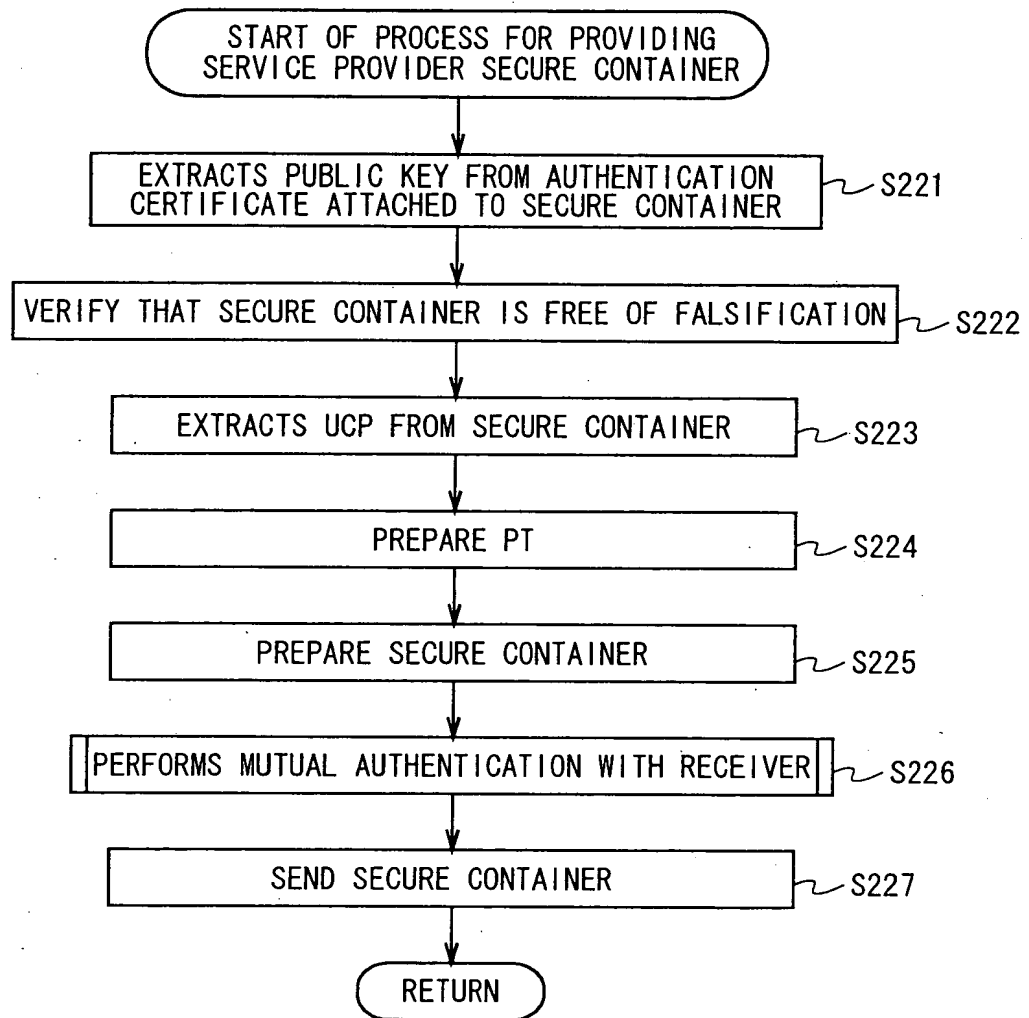 START OF PROCESS FOR PROVIDING
SERVICE PROVIDER SECURE CONTAINER
EXTRACTS PUBLIC KEY FROM AUTHENTICATION
CERTIFICATE ATTACHED TO SECURE CONTAINER
S221
VERIFY THAT SECURE CONTAINER IS FREE OF FALSIFICATION
S222
EXTRACTS UCP FROM SECURE CONTAINER
S223
PREPARE PT
S224
PREPARE SECURE CONTAINER
S225
PERFORMS MUTUAL AUTHENTICATION WITH RECEIVER
S226
SEND SECURE CONTAINER
S227
RETURN